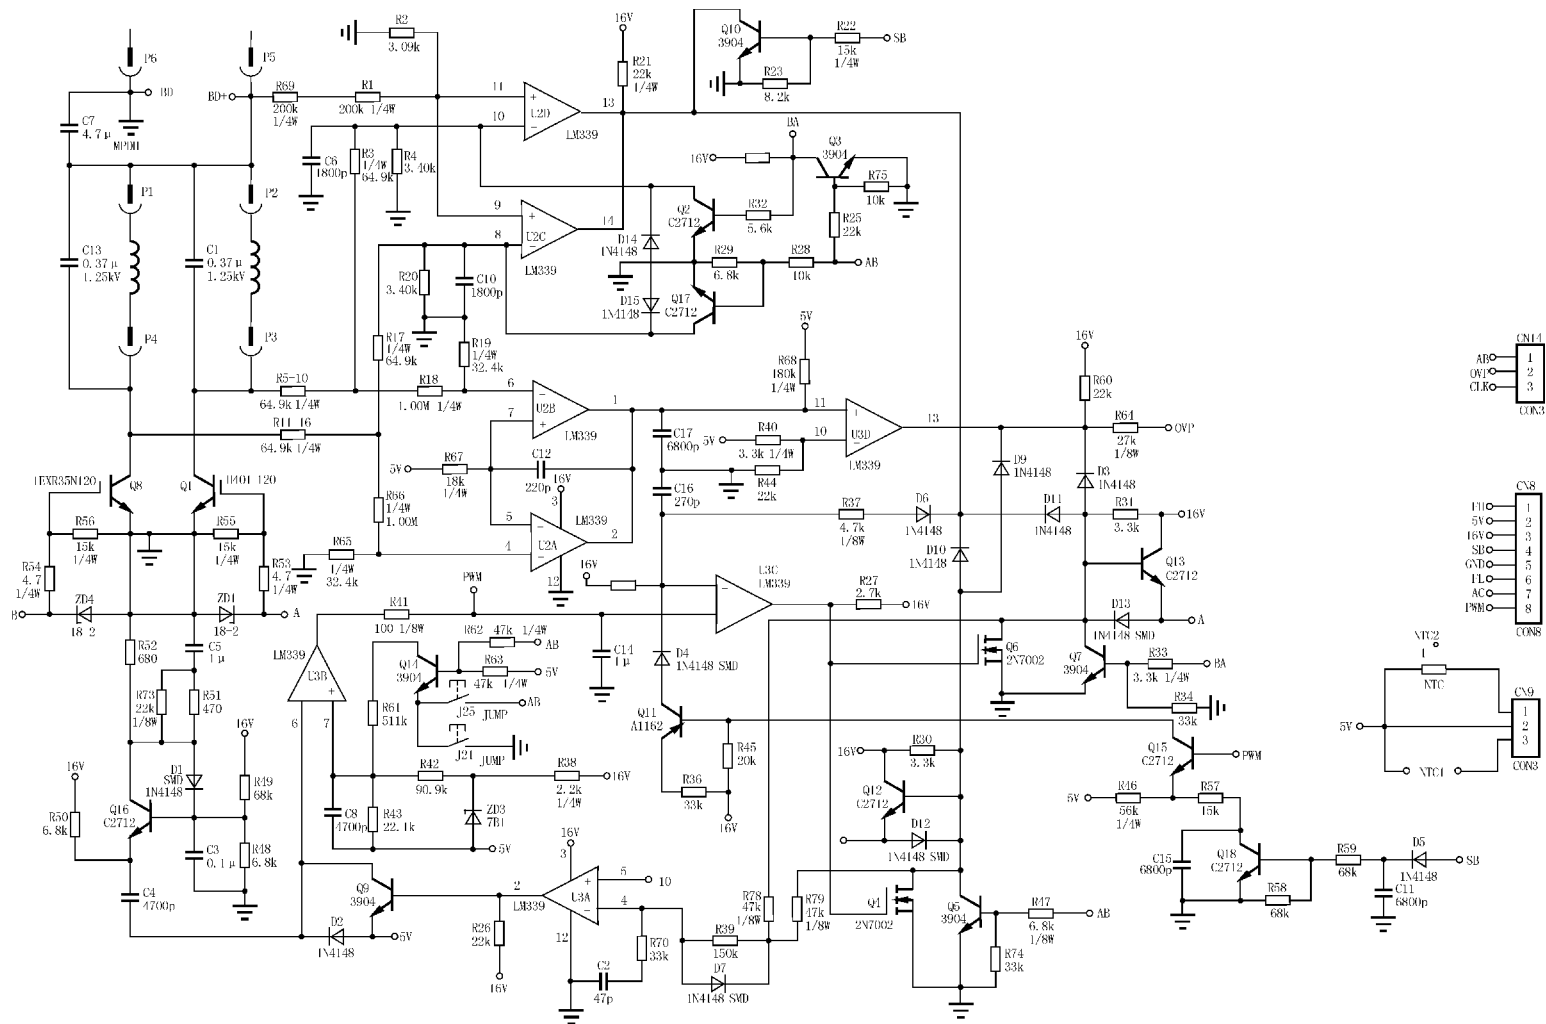 R2
3.09k
16V
Q10
3904
R22
15k
1/4W
SB
P6
P5
R21
22k
1/4W
R23
8.2k
BD
BD+
R69
200k
1/4W
R1
200k 1/4W
11
10
+
−
U2D
13
LM339
C7
4.7μ
MPDH
BA
16V
Q3
3904
C6
1800p
R3
1/4W
64.9k
R4
3.40k
R75
10k
P1
P2
9
8
+
−
U2C
14
LM339
Q2
C2712
R32
5.6k
R25
22k
C13
0.37μ
1.25kV
C1
0.37μ
1.25kV
D14
1N4148
R29
6.8k
R28
10k
AB
R20
3.40k
C10
1800p
D15
1N4148
Q17
C2712
P4
P3
R17
1/4W
64.9k
R19
1/4W
32.4k
5V
R68
180k
1/4W
16V
R60
22k
CN14
AB
OVP
CLK
1
2
3
CON3
R5-10
64.9k 1/4W
R18
1.00M 1/4W
6
7
−
+
U2B
1
LM339
R11 16
64.9k 1/4W
C17
6800p
5V
R40
3.3k 1/4W
R44
22k
11
10
+
−
U3D
13
LM339
R64
27k
1/8W
OVP
5V
R67
18k
1/4W
C12
220p
16V
3
C16
270p
D9
1N4148
D3
1N4148
Q8
Q1
R66
1/4W
1.00M
5
4
−
U2A
LM339
2
12
R37
4.7k
1/8W
D6
1N4148
D11
1N4148
R31
3.3k
16V
R56
15k
1/4W
R55
15k
1/4W
R65
1/4W
32.4k
D10
1N4148
Q13
C2712
CN8
5V
16V
SB
GND
AC
PWM
1
2
3
4
5
6
7
8
CON8
R54
4.7
1/4W
R53
4.7
1/4W
16V
PWM
U3C
LM339
R27
2.7k
16V
B
ZD4
18-2
ZD1
18-2
A
R41
100 1/8W
D13
1N4148 SMD
A
R52
680
C5
1μ
LM339
U3B
+
6
7
R62
47k 1/4W
AB
Q14
3904
R63
47k 1/4W
5V
C14
1μ
D4
1N4148 SMD
Q6
2N7002
Q7
3904
R33
3.3k 1/4W
BA
R34
33k
NTC2
NTC
CN9
5V
1
2
3
CON3
NTC1
R73
22k
1/8W
R51
470
R61
511k
J25
JUMP
AB
J21
JUMP
Q11
A1162
R45
20k
R36
33k
16V
16V
R30
3.3k
Q15
C2712
PWM
16V
D1
SMD
1N4148
16V
R49
68k
R42
90.9k
R38
2.2k
1/4W
16V
Q12
C2712
D12
1N4148 SMD
5V
R46
56k
1/4W
R57
15k
R50
6.8k
Q16
C2712
C8
4700p
R43
22.1k
ZD3
7B1
5V
C3
0.1μ
R48
6.8k
16V
3
C15
6800p
Q18
C2712
R59
68k
D5
1N4148
SB
R58
68k
C11
6800p
C4
4700p
Q9
3904
2
LM339
U3A
+
−
5
4
10
12
R78
47k
1/8W
R79
47k
1/8W
Q4
2N7002
Q5
3904
R47
6.8k
1/8W
AB
D2
1N4148
5V
R26
22k
16V
R70
33k
C2
47p
R39
150k
D7
1N4148 SMD
R74
33k